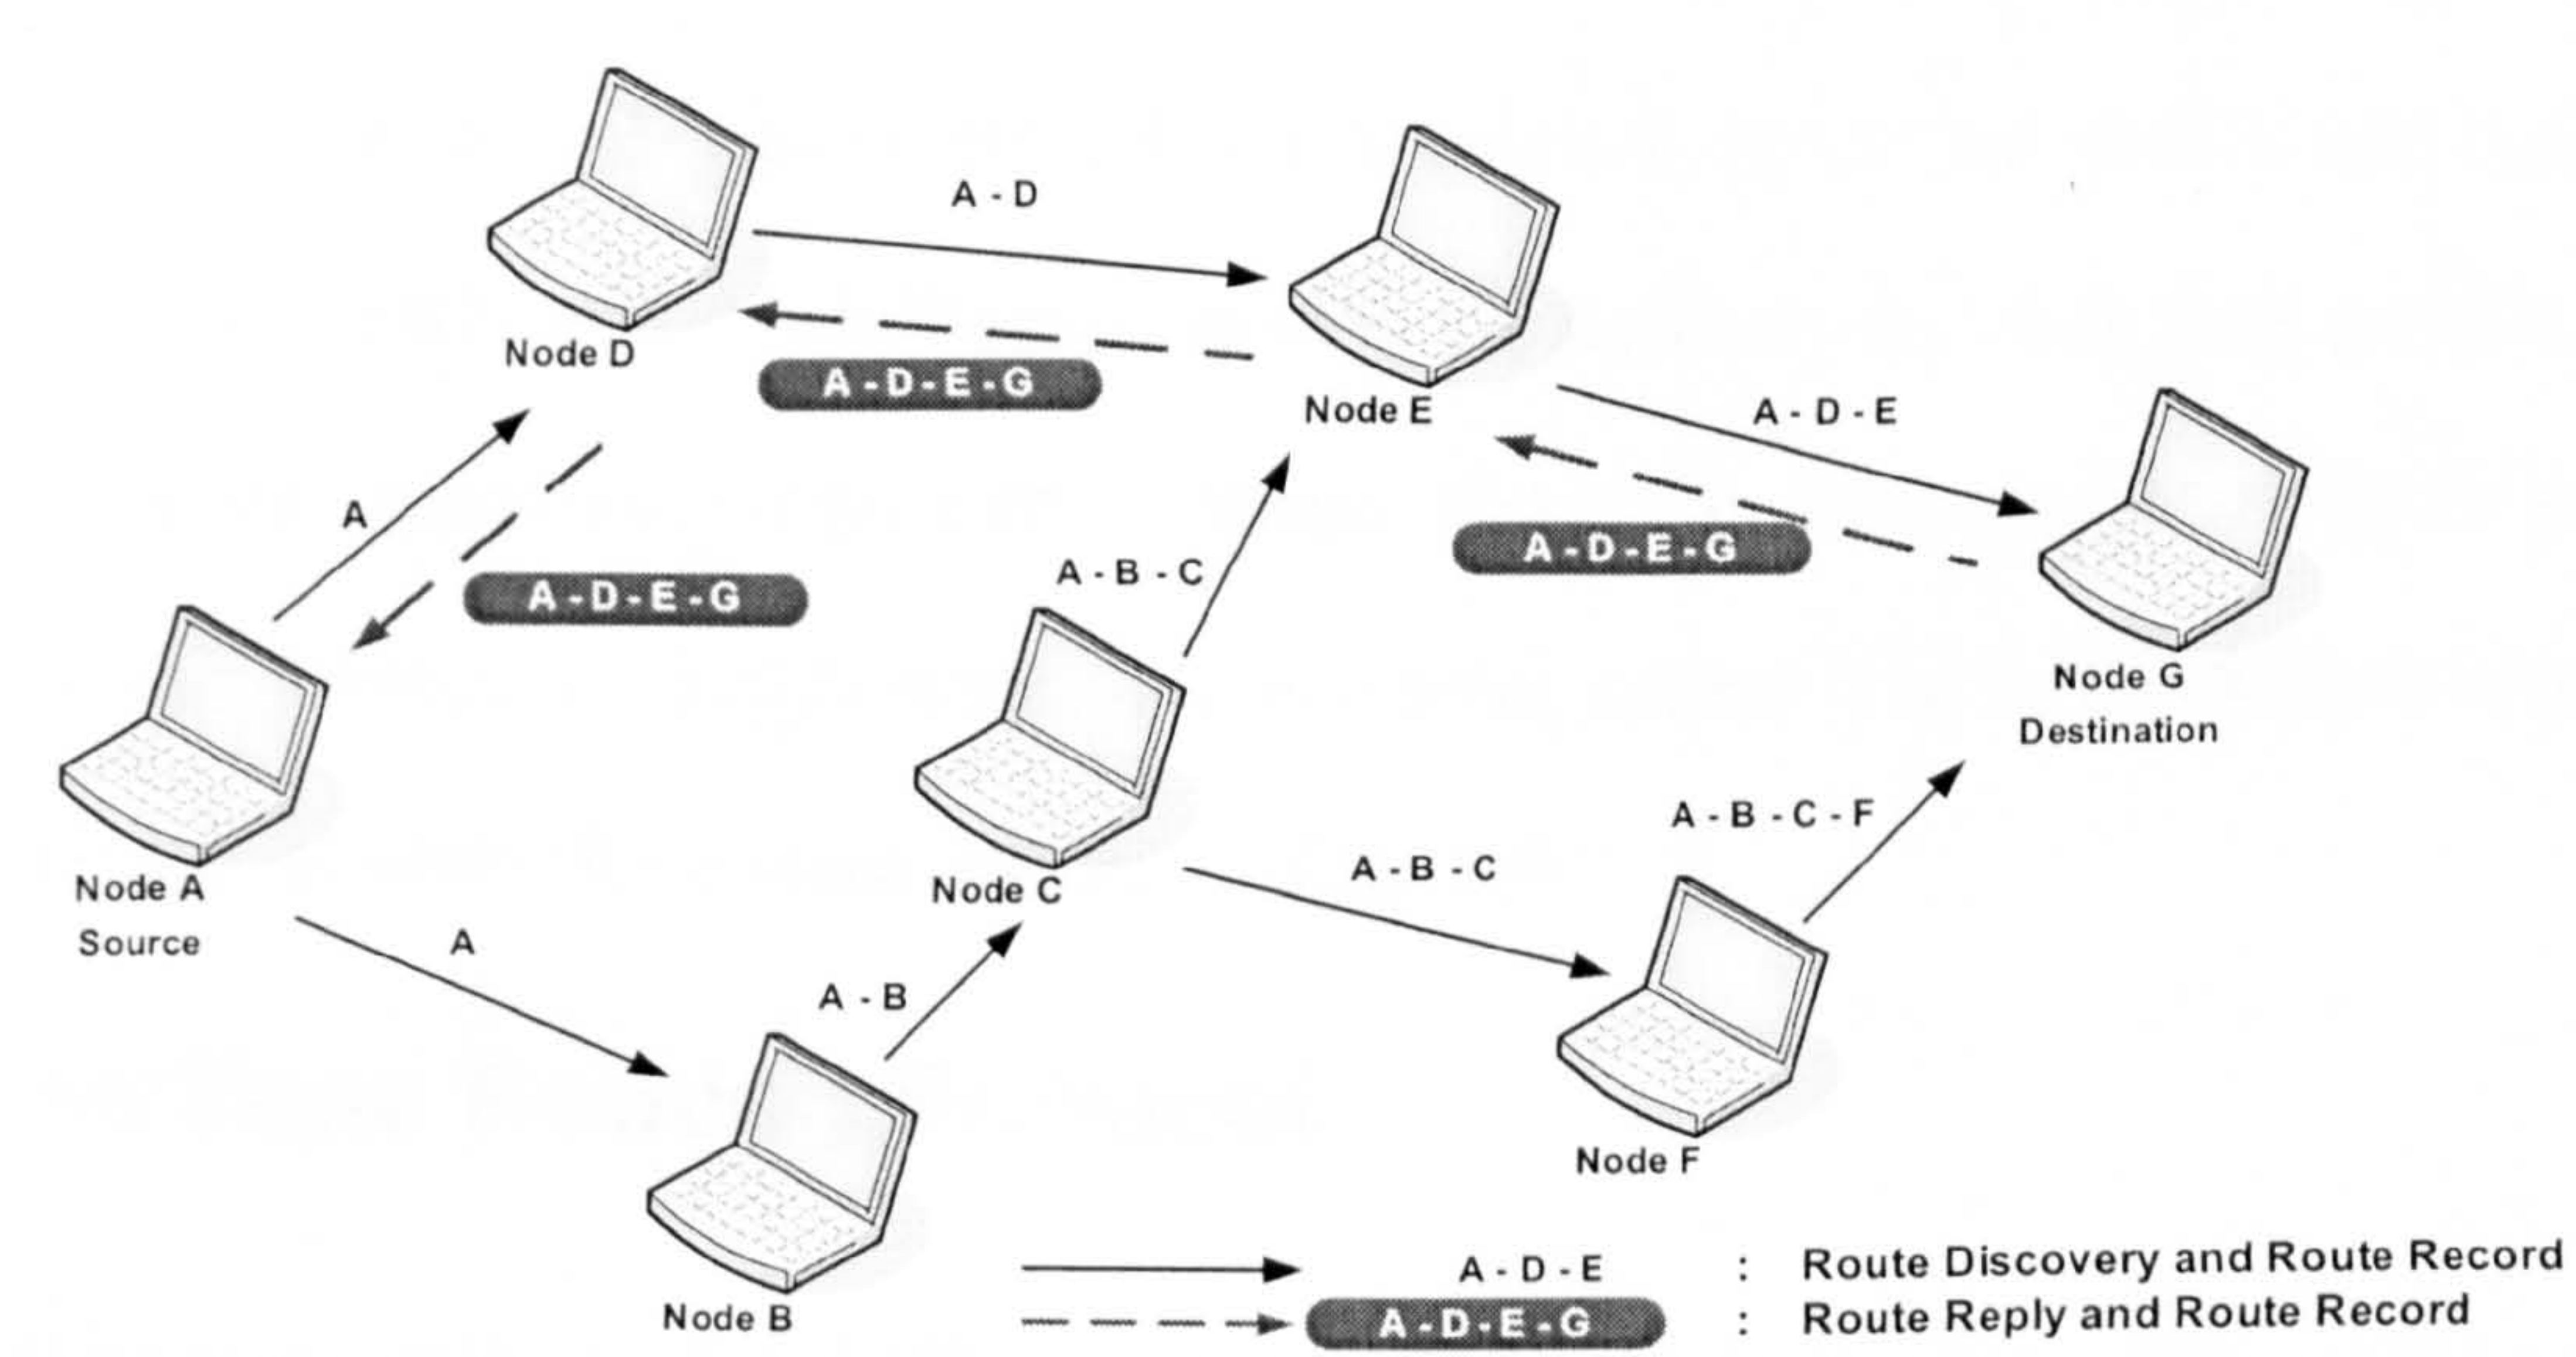 A - D
Node D
A - D - E - G
Node E
A - D - E
A
A - D - E - G
A - B - C
A - D - E - G
Node G
Destination
A - B - C - F
A - B - C
Node A
Source
Node C
A
A - B
Node F
Node B
A - D - E : Route Discovery and Route Record
A - D - E - G : Route Reply and Route Record